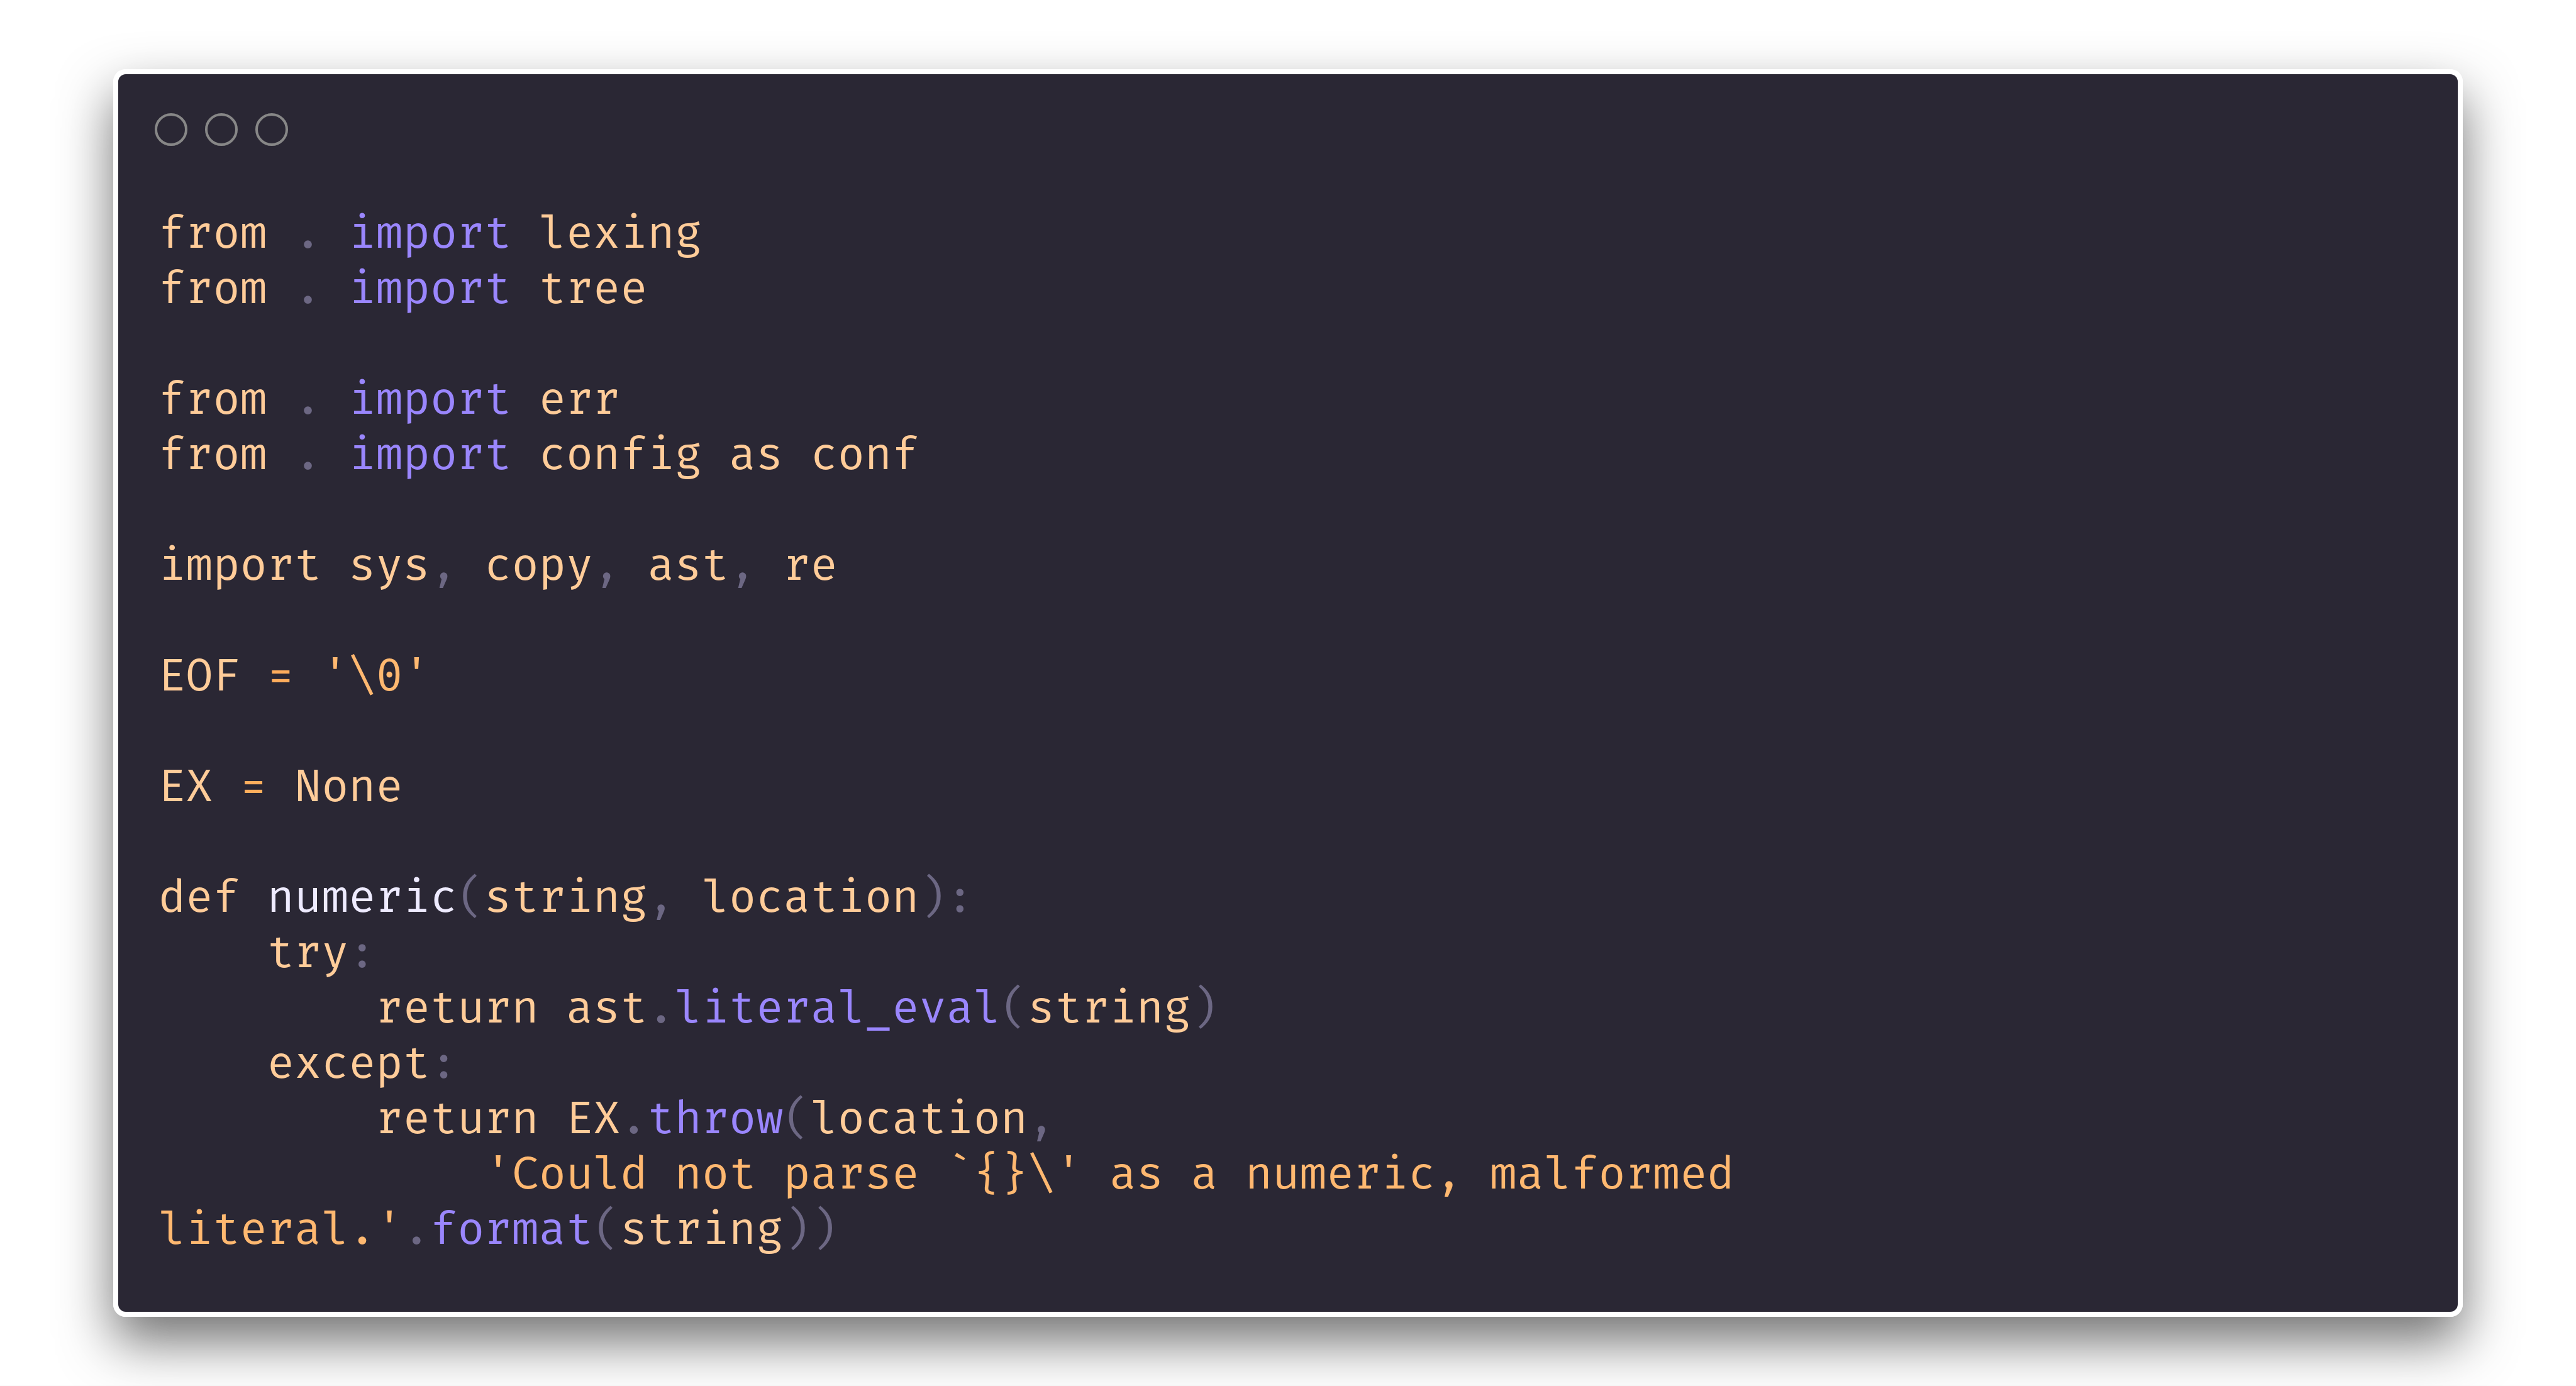 from . import lexing
from . import tree

from . import err
from . import config as conf

import sys, copy, ast, re

EOF = '\0'

EX = None

def numeric(string, location):
    try:
        return ast.literal_eval(string)
    except:
        return EX.throw(location,
            'Could not parse `{}\' as a numeric, malformed
literal.'.format(string))